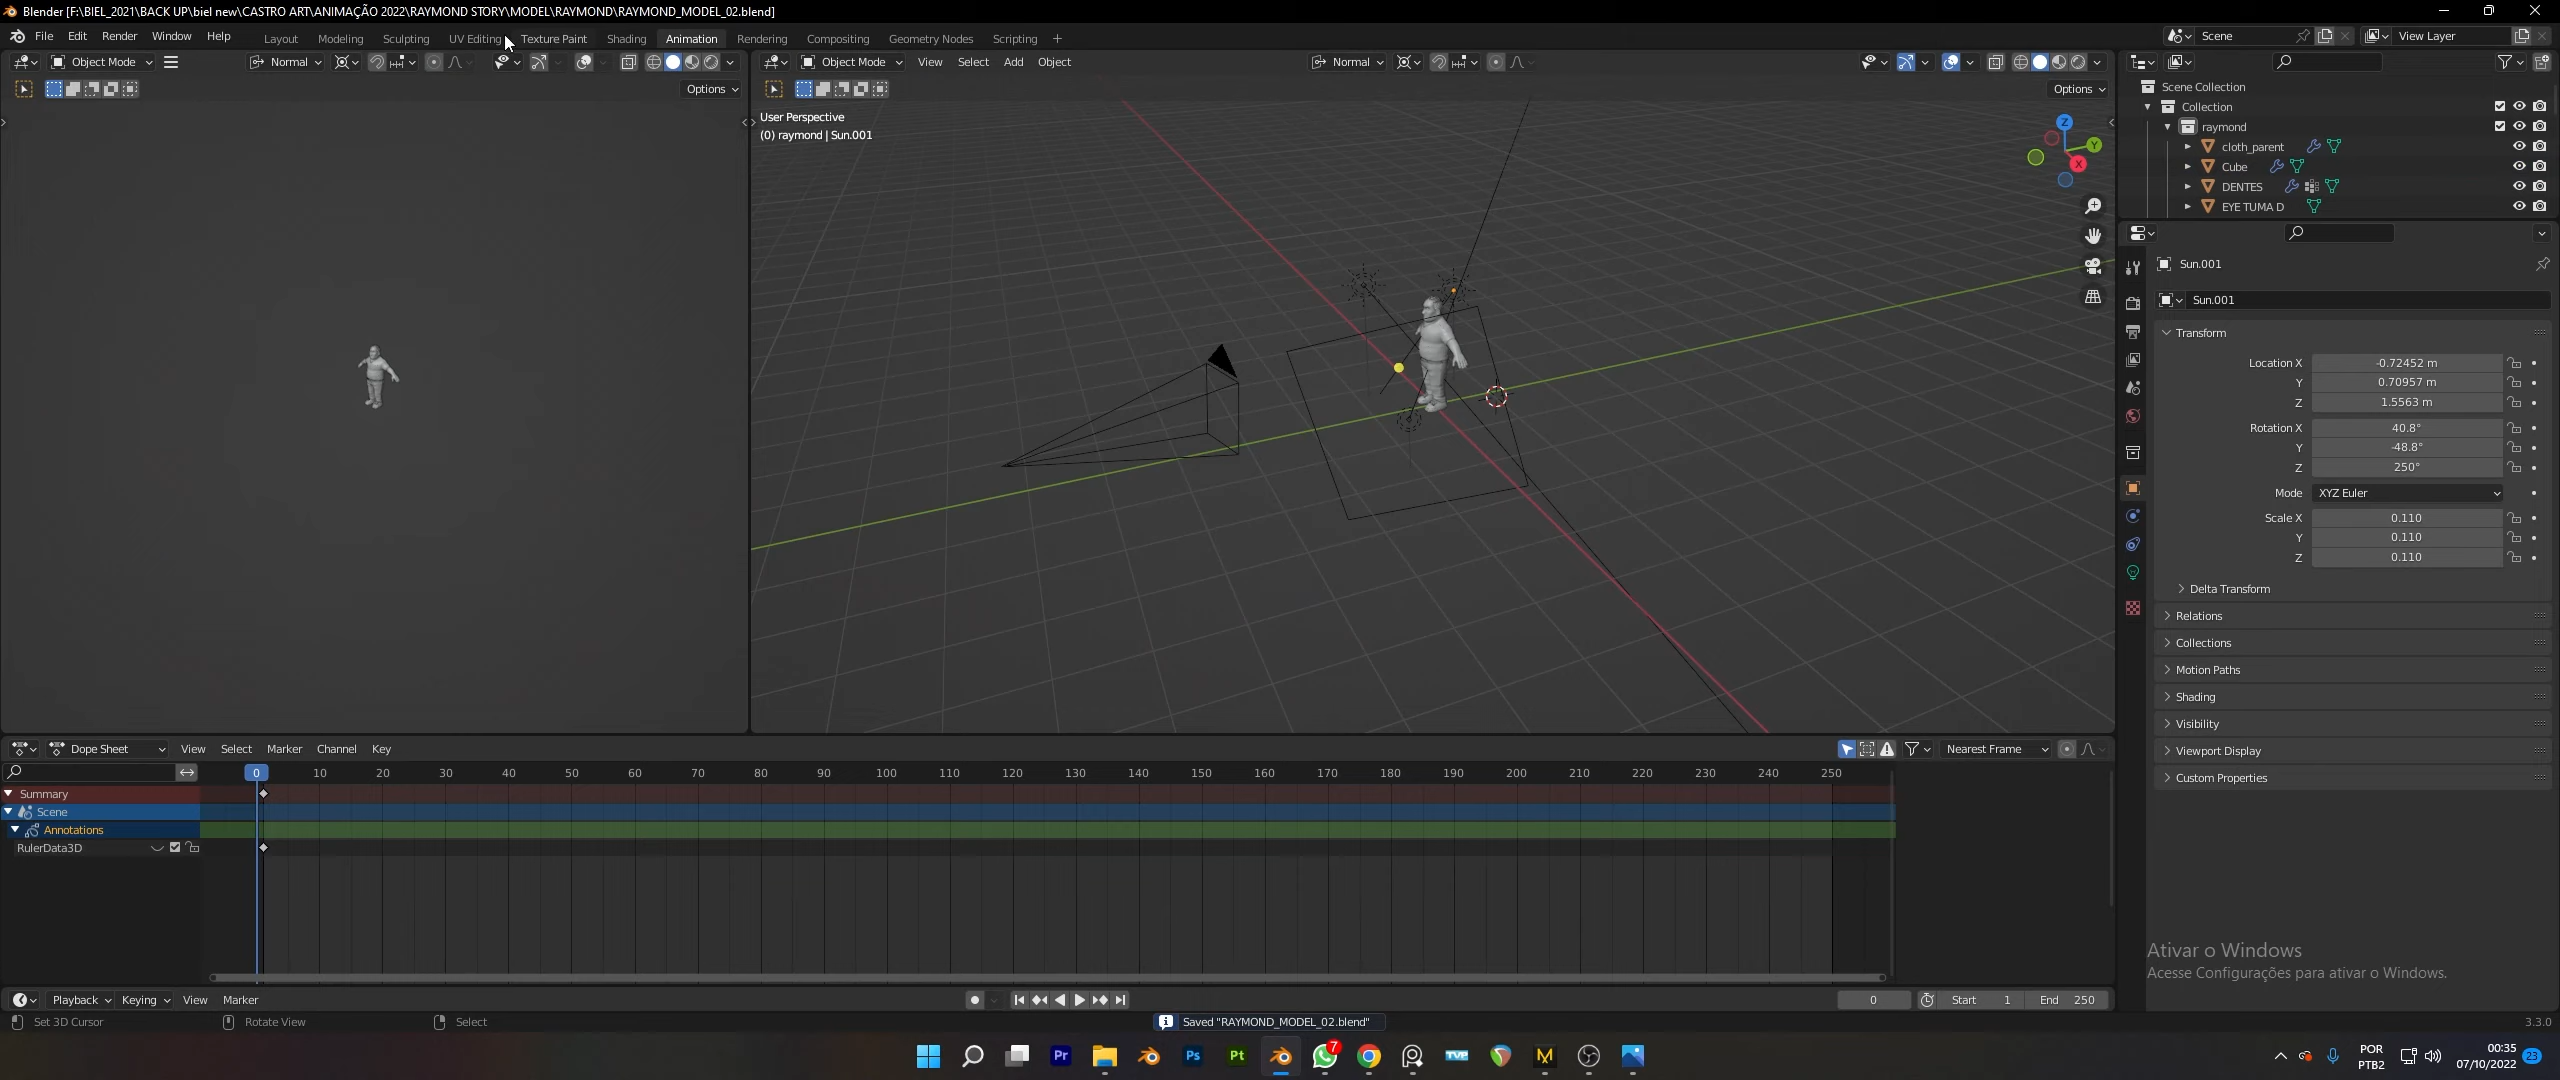 Blender [F:\BIEL_2021\BACK UP\biel new\CASTRO ART\ANIMAÇÃO 2022\RAYMOND STORY\MODEL\RAYMOND\RAYMOND_MODEL_02.blend]
File Edit Render Window Help Layout Modeling Sculpting UV Editing Texture Paint Shading Animation Rendering Compositing Geometry Nodes Scripting + Scene View Layer
Object Mode Normal Object Mode View Select Add Object Normal
Options Options
Scene Collection
Collection
raymond
cloth_parent
Cube
DENTES
EYE TUMA D
User Perspective
(0) raymond | Sun.001
Z
Y
X
Sun.001
Sun.001
Transform
Location X -0.72452 m
Y 0.70957 m
Z 1.5563 m
Rotation X 40.8°
Y -48.8°
Z 250°
Mode XYZ Euler
Scale X 0.110
Y 0.110
Z 0.110
Delta Transform
Relations
Collections
Motion Paths
Shading
Visibility
Viewport Display
Custom Properties
Dope Sheet View Select Marker Channel Key Nearest Frame
0 10 20 30 40 50 60 70 80 90 100 110 120 130 140 150 160 170 180 190 200 210 220 230 240 250
Summary
Scene
Annotations
RulerData3D
Ativar o Windows
Acesse Configurações para ativar o Windows.
Playback Keying View Marker 0 Start 1 End 250
Set 3D Cursor Rotate View Select Saved "RAYMOND_MODEL_02.blend" 3.3.0
Pr Ps Pt 7 TVP M
POR
PTB2
00:35
07/10/2022
23